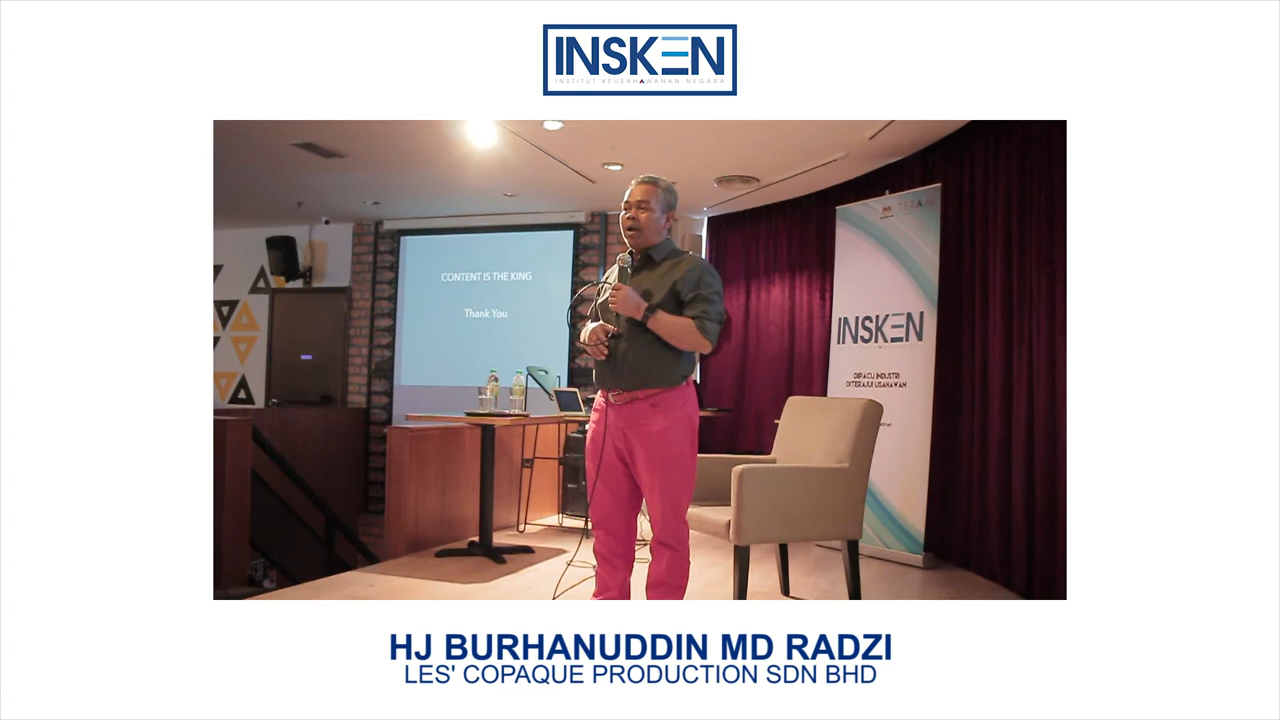 INSKEN
INSTITUT KEUSAHAWANAN NEGARA
CONTENT IS THE KING
Thank You
TERAJU
INSKEN
DIPACU INDUSTRI
DITERAJUI USAHAWAN
HJ BURHANUDDIN MD RADZI
LES' COPAQUE PRODUCTION SDN BHD